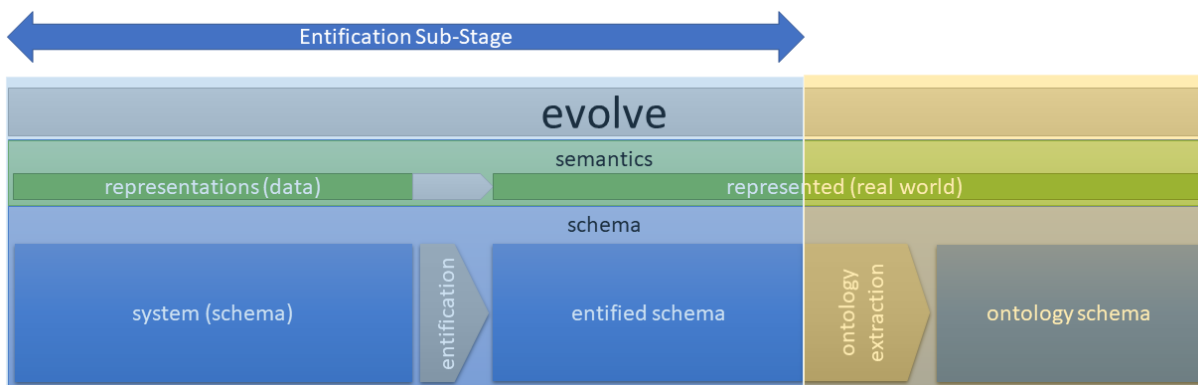 Entification Sub-Stage
evolve
semantics
representations (data)
represented (real world)
schema
system (schema)
entification
entified schema
ontology
extraction
ontology schema